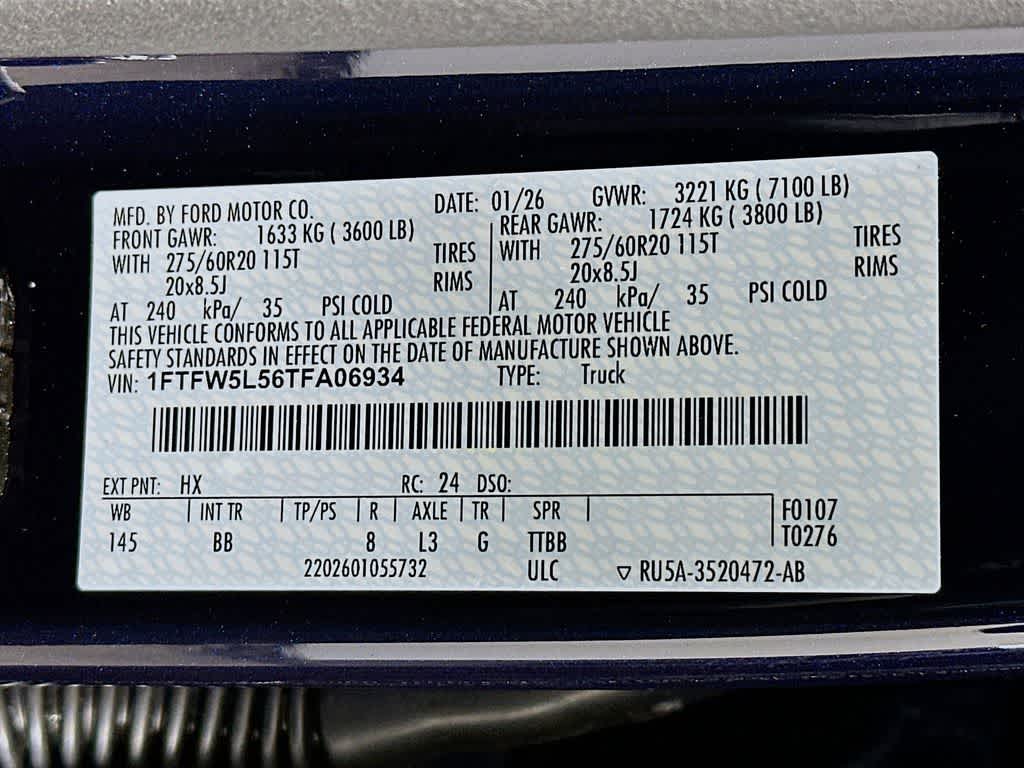 MFD. BY FORD MOTOR CO. DATE: 01/26 GVWR: 3221 KG ( 7100 LB)
FRONT GAWR: 1633 KG ( 3600 LB) REAR GAWR: 1724 KG ( 3800 LB)
WITH 275/60R20 115T TIRES WITH 275/60R20 115T TIRES
20x8.5J RIMS 20x8.5J RIMS
AT 240 kPa/ 35 PSI COLD AT 240 kPa/ 35 PSI COLD
THIS VEHICLE CONFORMS TO ALL APPLICABLE FEDERAL MOTOR VEHICLE
SAFETY STANDARDS IN EFFECT ON THE DATE OF MANUFACTURE SHOWN ABOVE.
VIN: 1FTFW5L56TFA06934 TYPE: Truck
EXT PNT: HX RC: 24 DSO:
WB | INT TR | TP/PS | R | AXLE | TR | SPR | F0107
145 BB 8 L3 G TTBB T0276
2202601055732 ULC ▽ RU5A-3520472-AB